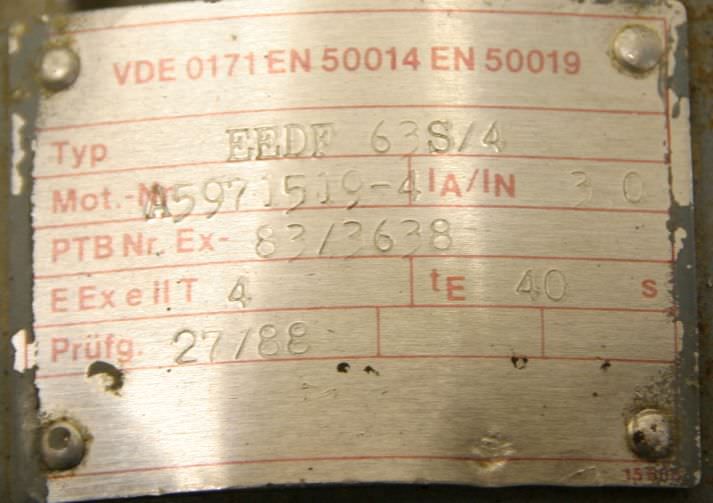 VDE 0171 EN 50014 EN 50019
Typ EEDF 63S/4
Mot.-Nr. A5971519-4 IA/IN 3.0
PTB Nr. Ex- 83/3638
E Ex e II T 4 tE 40 s
Prüfg. 27/88